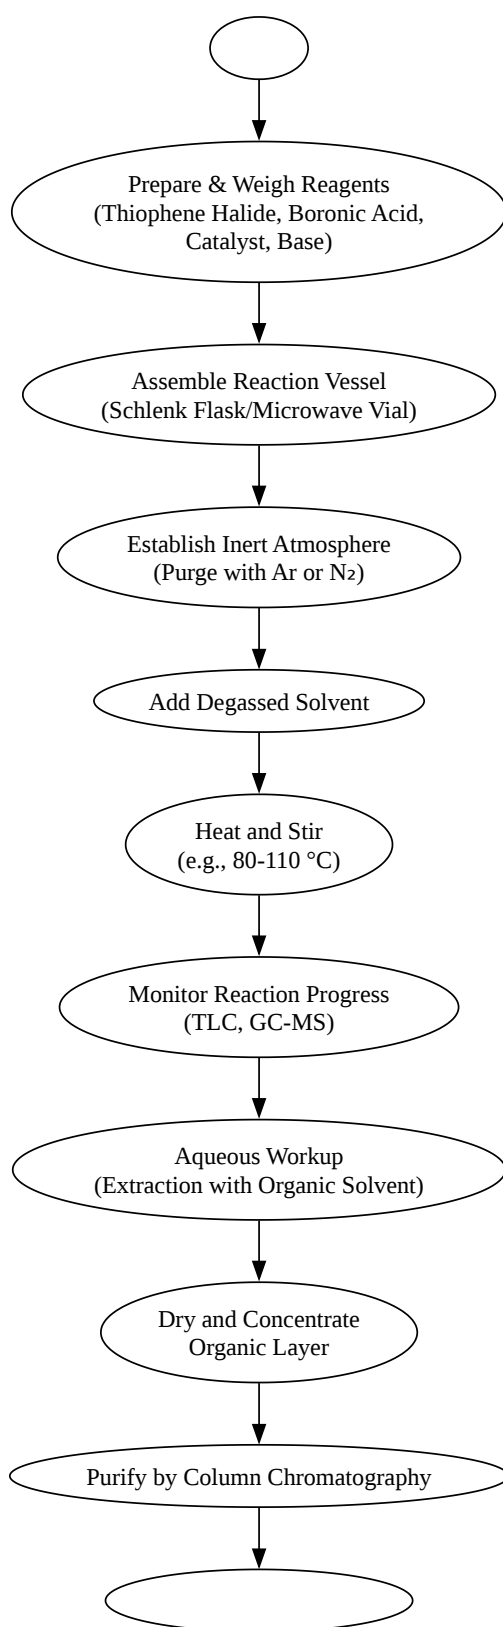 Prepare & Weigh Reagents
(Thiophene Halide, Boronic Acid,
Catalyst, Base)
Assemble Reaction Vessel
(Schlenk Flask/Microwave Vial)
Establish Inert Atmosphere
(Purge with Ar or N₂)
Add Degassed Solvent
Heat and Stir
(e.g., 80-110 °C)
Monitor Reaction Progress
(TLC, GC-MS)
Aqueous Workup
(Extraction with Organic Solvent)
Dry and Concentrate
Organic Layer
Purify by Column Chromatography